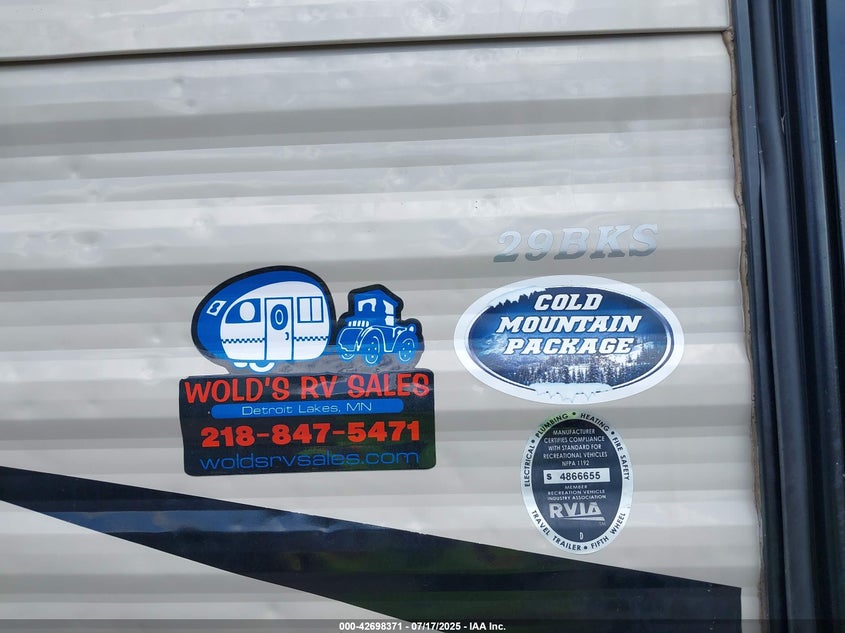 29BKS
COLD
MOUNTAIN
PACKAGE
WOLD'S RV SALES
Detroit Lakes, MN
218-847-5471
woldsrvsales.com
ELECTRICAL • PLUMBING • HEATING • FIRE SAFETY
MANUFACTURER
CERTIFIES COMPLIANCE
WITH STANDARD FOR
RECREATIONAL VEHICLES
NFPA 1192
S 4866655
MEMBER
RECREATION VEHICLE
INDUSTRY ASSOCIATION
RVIA
D
TRAVEL TRAILER • FIFTH WHEEL
000-42698371 / 07/17/2025 - IAA Inc.